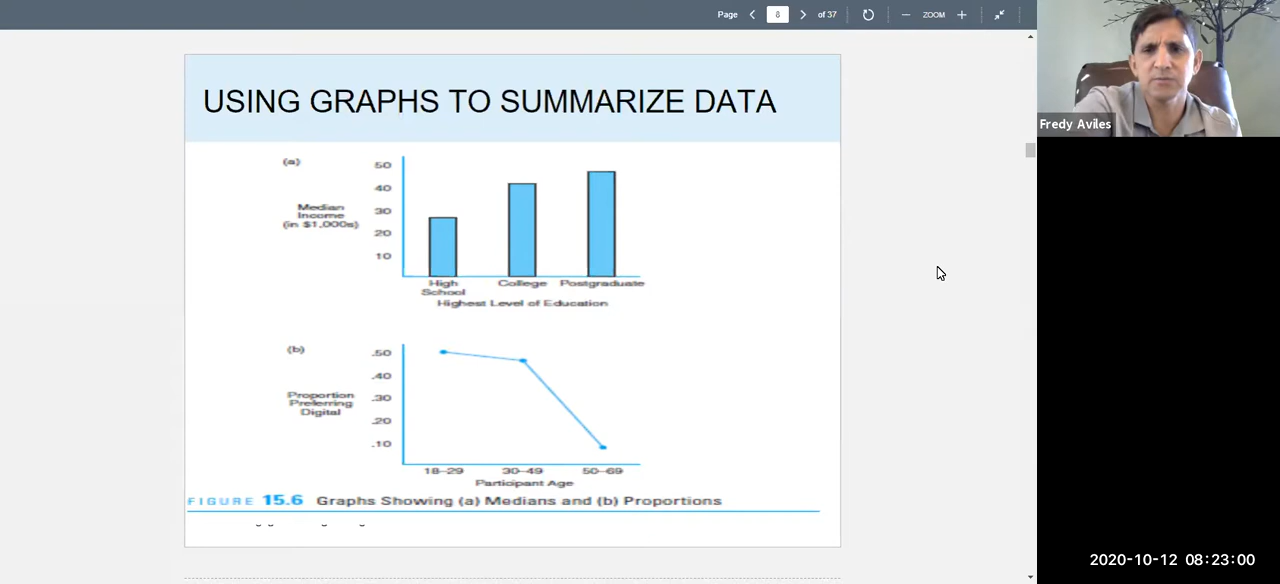 Page 8 of 37 ZOOM
Fredy Aviles
USING GRAPHS TO SUMMARIZE DATA
(a)
50
40
30
20
10
Median
Income
(in $1,000s)
High
School
College
Postgraduate
Highest Level of Education
(b)
.50
.40
.30
.20
.10
Proportion
Preferring
Digital
18–29
30–49
50–69
Participant Age
FIGURE 15.6 Graphs Showing (a) Medians and (b) Proportions
2020-10-12 08:23:00